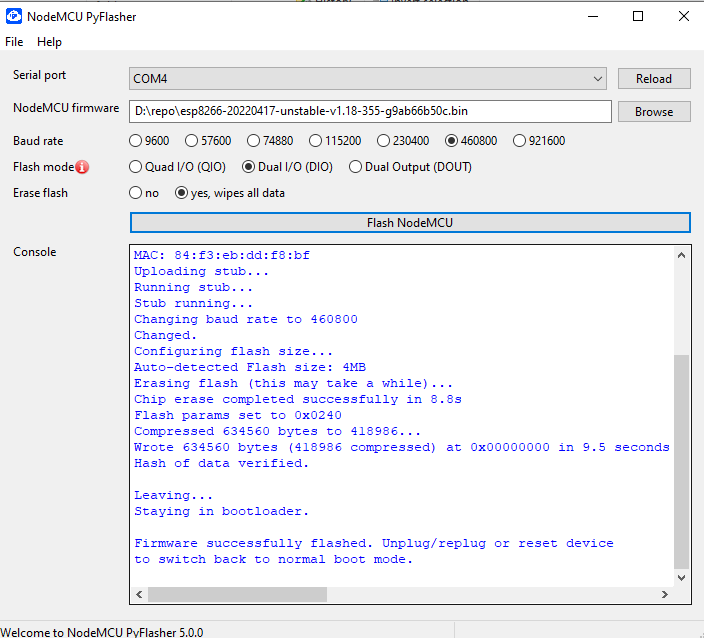 NodeMCU PyFlasher
File Help
Serial port COM4 Reload
NodeMCU firmware D:\repo\esp8266-20220417-unstable-v1.18-355-g9ab66b50c.bin Browse
Baud rate 9600 57600 74880 115200 230400 460800 921600
Flash mode Quad I/O (QIO) Dual I/O (DIO) Dual Output (DOUT)
Erase flash no yes, wipes all data
Flash NodeMCU
Console
MAC: 84:f3:eb:dd:f8:bf
Uploading stub...
Running stub...
Stub running...
Changing baud rate to 460800
Changed.
Configuring flash size...
Auto-detected Flash size: 4MB
Erasing flash (this may take a while)...
Chip erase completed successfully in 8.8s
Flash params set to 0x0240
Compressed 634560 bytes to 418986...
Wrote 634560 bytes (418986 compressed) at 0x00000000 in 9.5 seconds
Hash of data verified.
Leaving...
Staying in bootloader.
Firmware successfully flashed. Unplug/replug or reset device
to switch back to normal boot mode.
Welcome to NodeMCU PyFlasher 5.0.0